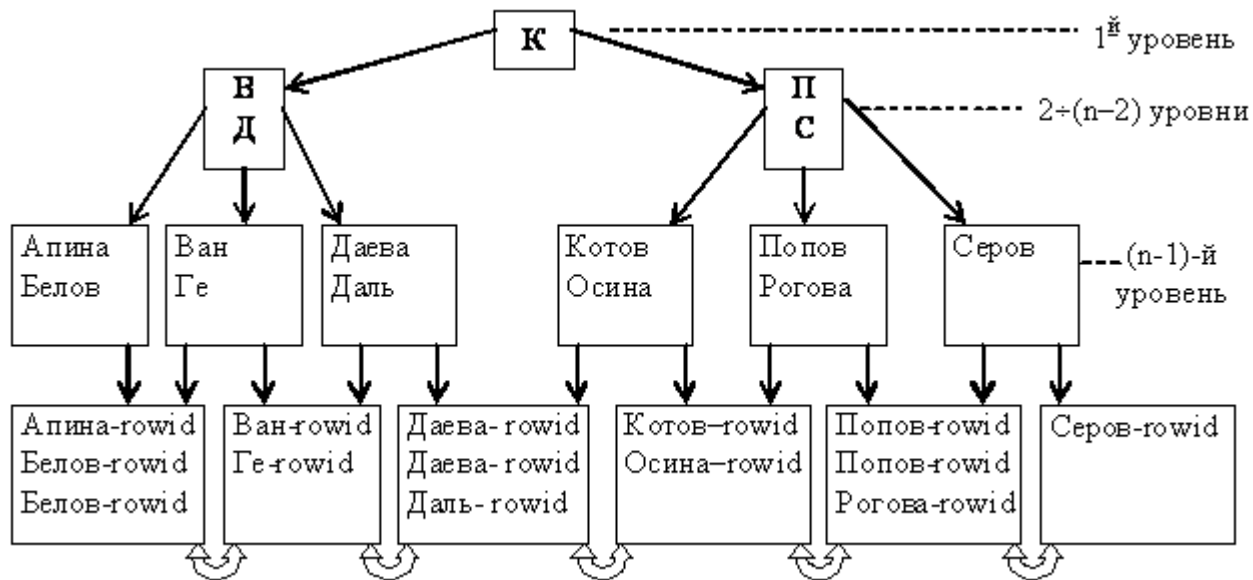 К
1й уровень
В
Д
П
С
2÷(n–2) уровни
Апина
Белов
Ван
Ге
Даева
Даль
Котов
Осина
Попов
Рогова
Серов
(n-1)-й
уровень
Апина-rowid
Белов-rowid
Белов-rowid
Ван-rowid
Ге-rowid
Даева- rowid
Даева- rowid
Даль- rowid
Котов–rowid
Осина–rowid
Попов-rowid
Попов-rowid
Рогова-rowid
Серов-rowid